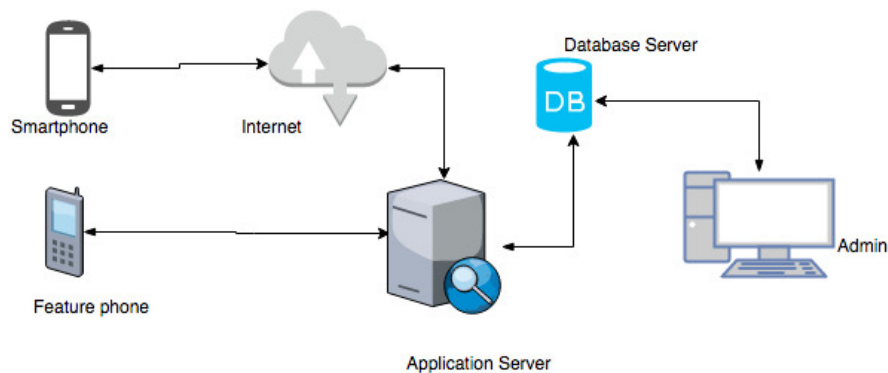 Database Server
DB
Smartphone
Internet
Admin
Feature phone
Application Server